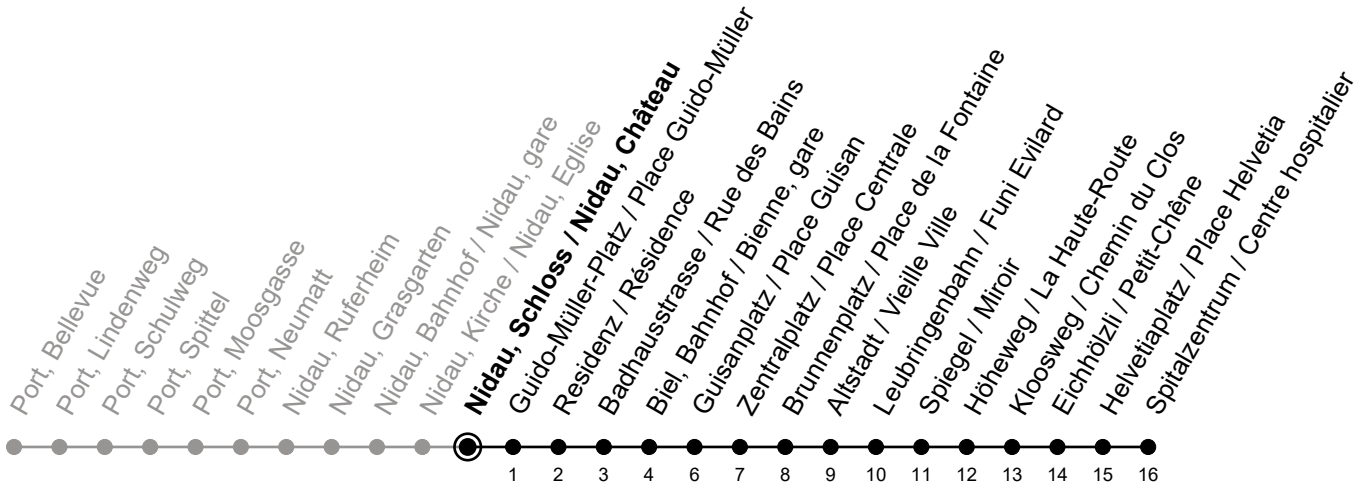 Port, Bellevue
Port, Lindenweg
Port, Schulweg
Port, Spittel
Port, Moosgasse
Port, Neumatt
Nidau, Ruferheim
Nidau, Grasgarten
Nidau, Bahnhof / Nidau, gare
Nidau, Kirche / Nidau, Eglise
Nidau, Schloss / Nidau, Château
Guido-Müller-Platz / Place Guido-Müller
Residenz / Résidence
Badhausstrasse / Rue des Bains
Biel, Bahnhof / Bienne, gare
Guisanplatz / Place Guisan
Zentralplatz / Place Centrale
Brunnenplatz / Place de la Fontaine
Altstadt / Vieille Ville
Leubringenbahn / Funi Evilard
Spiegel / Miroir
Höheweg / La Haute-Route
Kloosweg / Chemin du Clos
Eichhölzli / Petit-Chêne
Helvetiaplatz / Place Helvetia
Spitalzentrum / Centre hospitalier
1 2 3 4 6 7 8 9 10 11 12 13 14 15 16